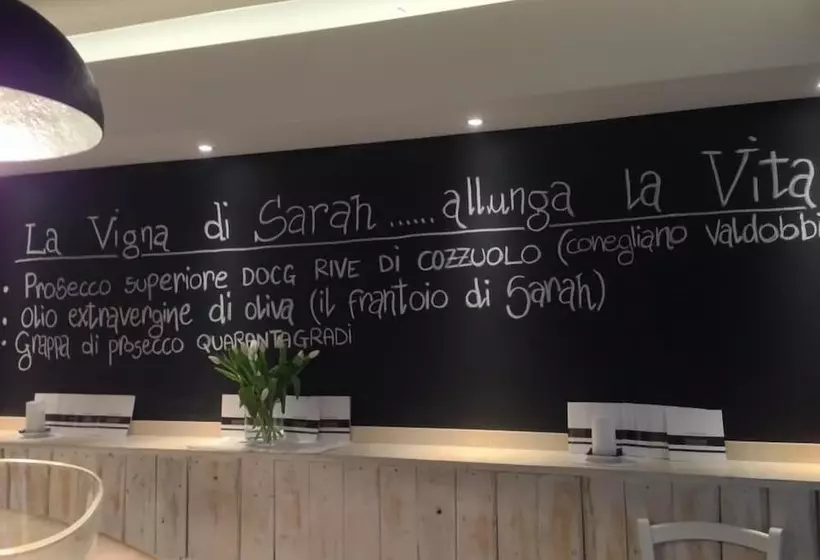 La Vigna di Sarah ...... allunga la Vita
• Prosecco superiore DOCG RIVE Di COZZUOLO (conegliano Valdobbi
• olio extravergine di oliva (il frantoio di Sarah)
• Grappa di prosecco QUARANTAGRADI